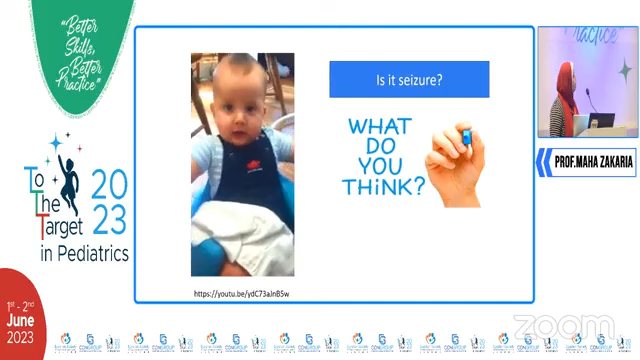 "Better
Skills,
Better
Practice"
To
The
Target
2023
in Pediatrics
1st - 2nd
June
2023
Is it seizure?
WHAT
DO
YOU
THiNK?
https://youtu.be/ydC73aJnB5w
Practice"
PROF.MAHA ZAKARIA
zoom